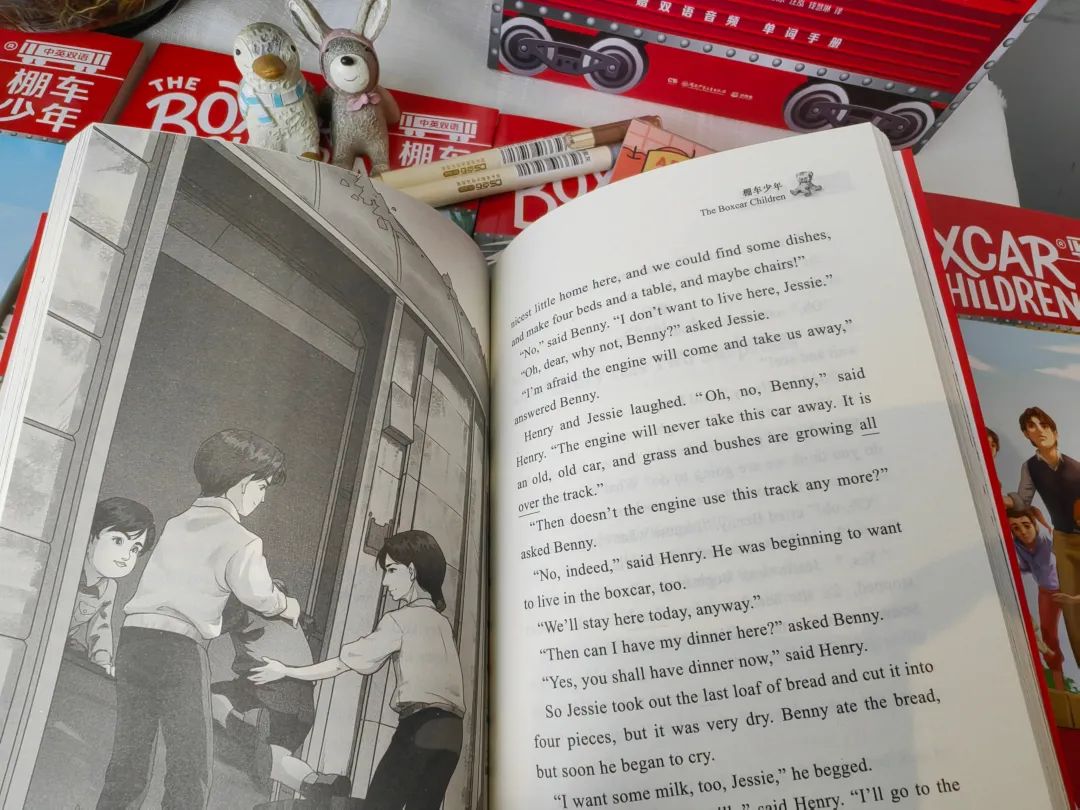 赠 双语音频 单词手册
中英双语
棚车
少年
THE
BOX
中英双语
棚车
BOX
XCAR
HILDREN
棚车少年
The Boxcar Children
nicest little home here, and we could find some dishes,
and make four beds and a table, and maybe chairs!”
“No,” said Benny. “I don’t want to live here, Jessie.”
“Oh, dear, why not, Benny?” asked Jessie.
“I’m afraid the engine will come and take us away,”
answered Benny.
Henry and Jessie laughed. “Oh, no, Benny,” said
Henry. “The engine will never take this car away. It is
an old, old car, and grass and bushes are growing all
over the track.”
“Then doesn’t the engine use this track any more?”
asked Benny.
“No, indeed,” said Henry. He was beginning to want
to live in the boxcar, too.
“We’ll stay here today, anyway.”
“Then can I have my dinner here?” asked Benny.
“Yes, you shall have dinner now,” said Henry.
So Jessie took out the last loaf of bread and cut it into
four pieces, but it was very dry. Benny ate the bread,
but soon he began to cry.
“I want some milk, too, Jessie,” he begged.
said Henry. “I’ll go to the